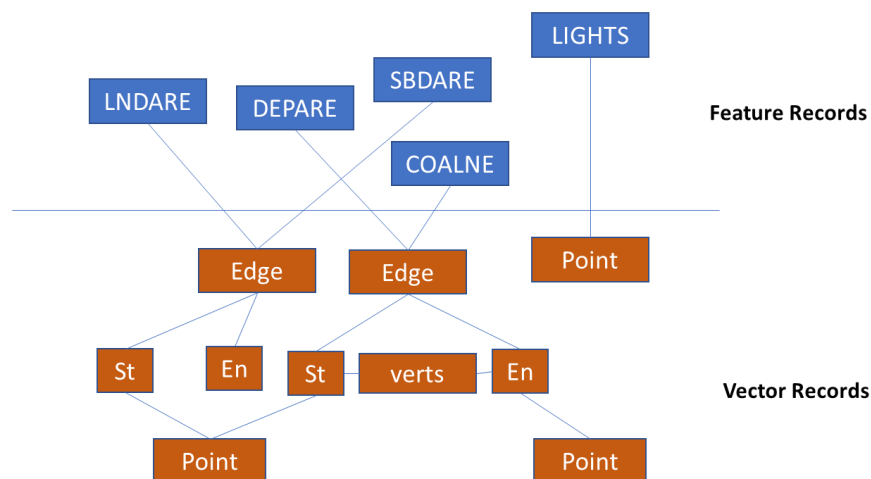 LIGHTS
SBDARE
LNDARE
DEPARE
Feature Records
COALNE
Edge
Edge
Point
St
En
St
verts
En
Vector Records
Point
Point